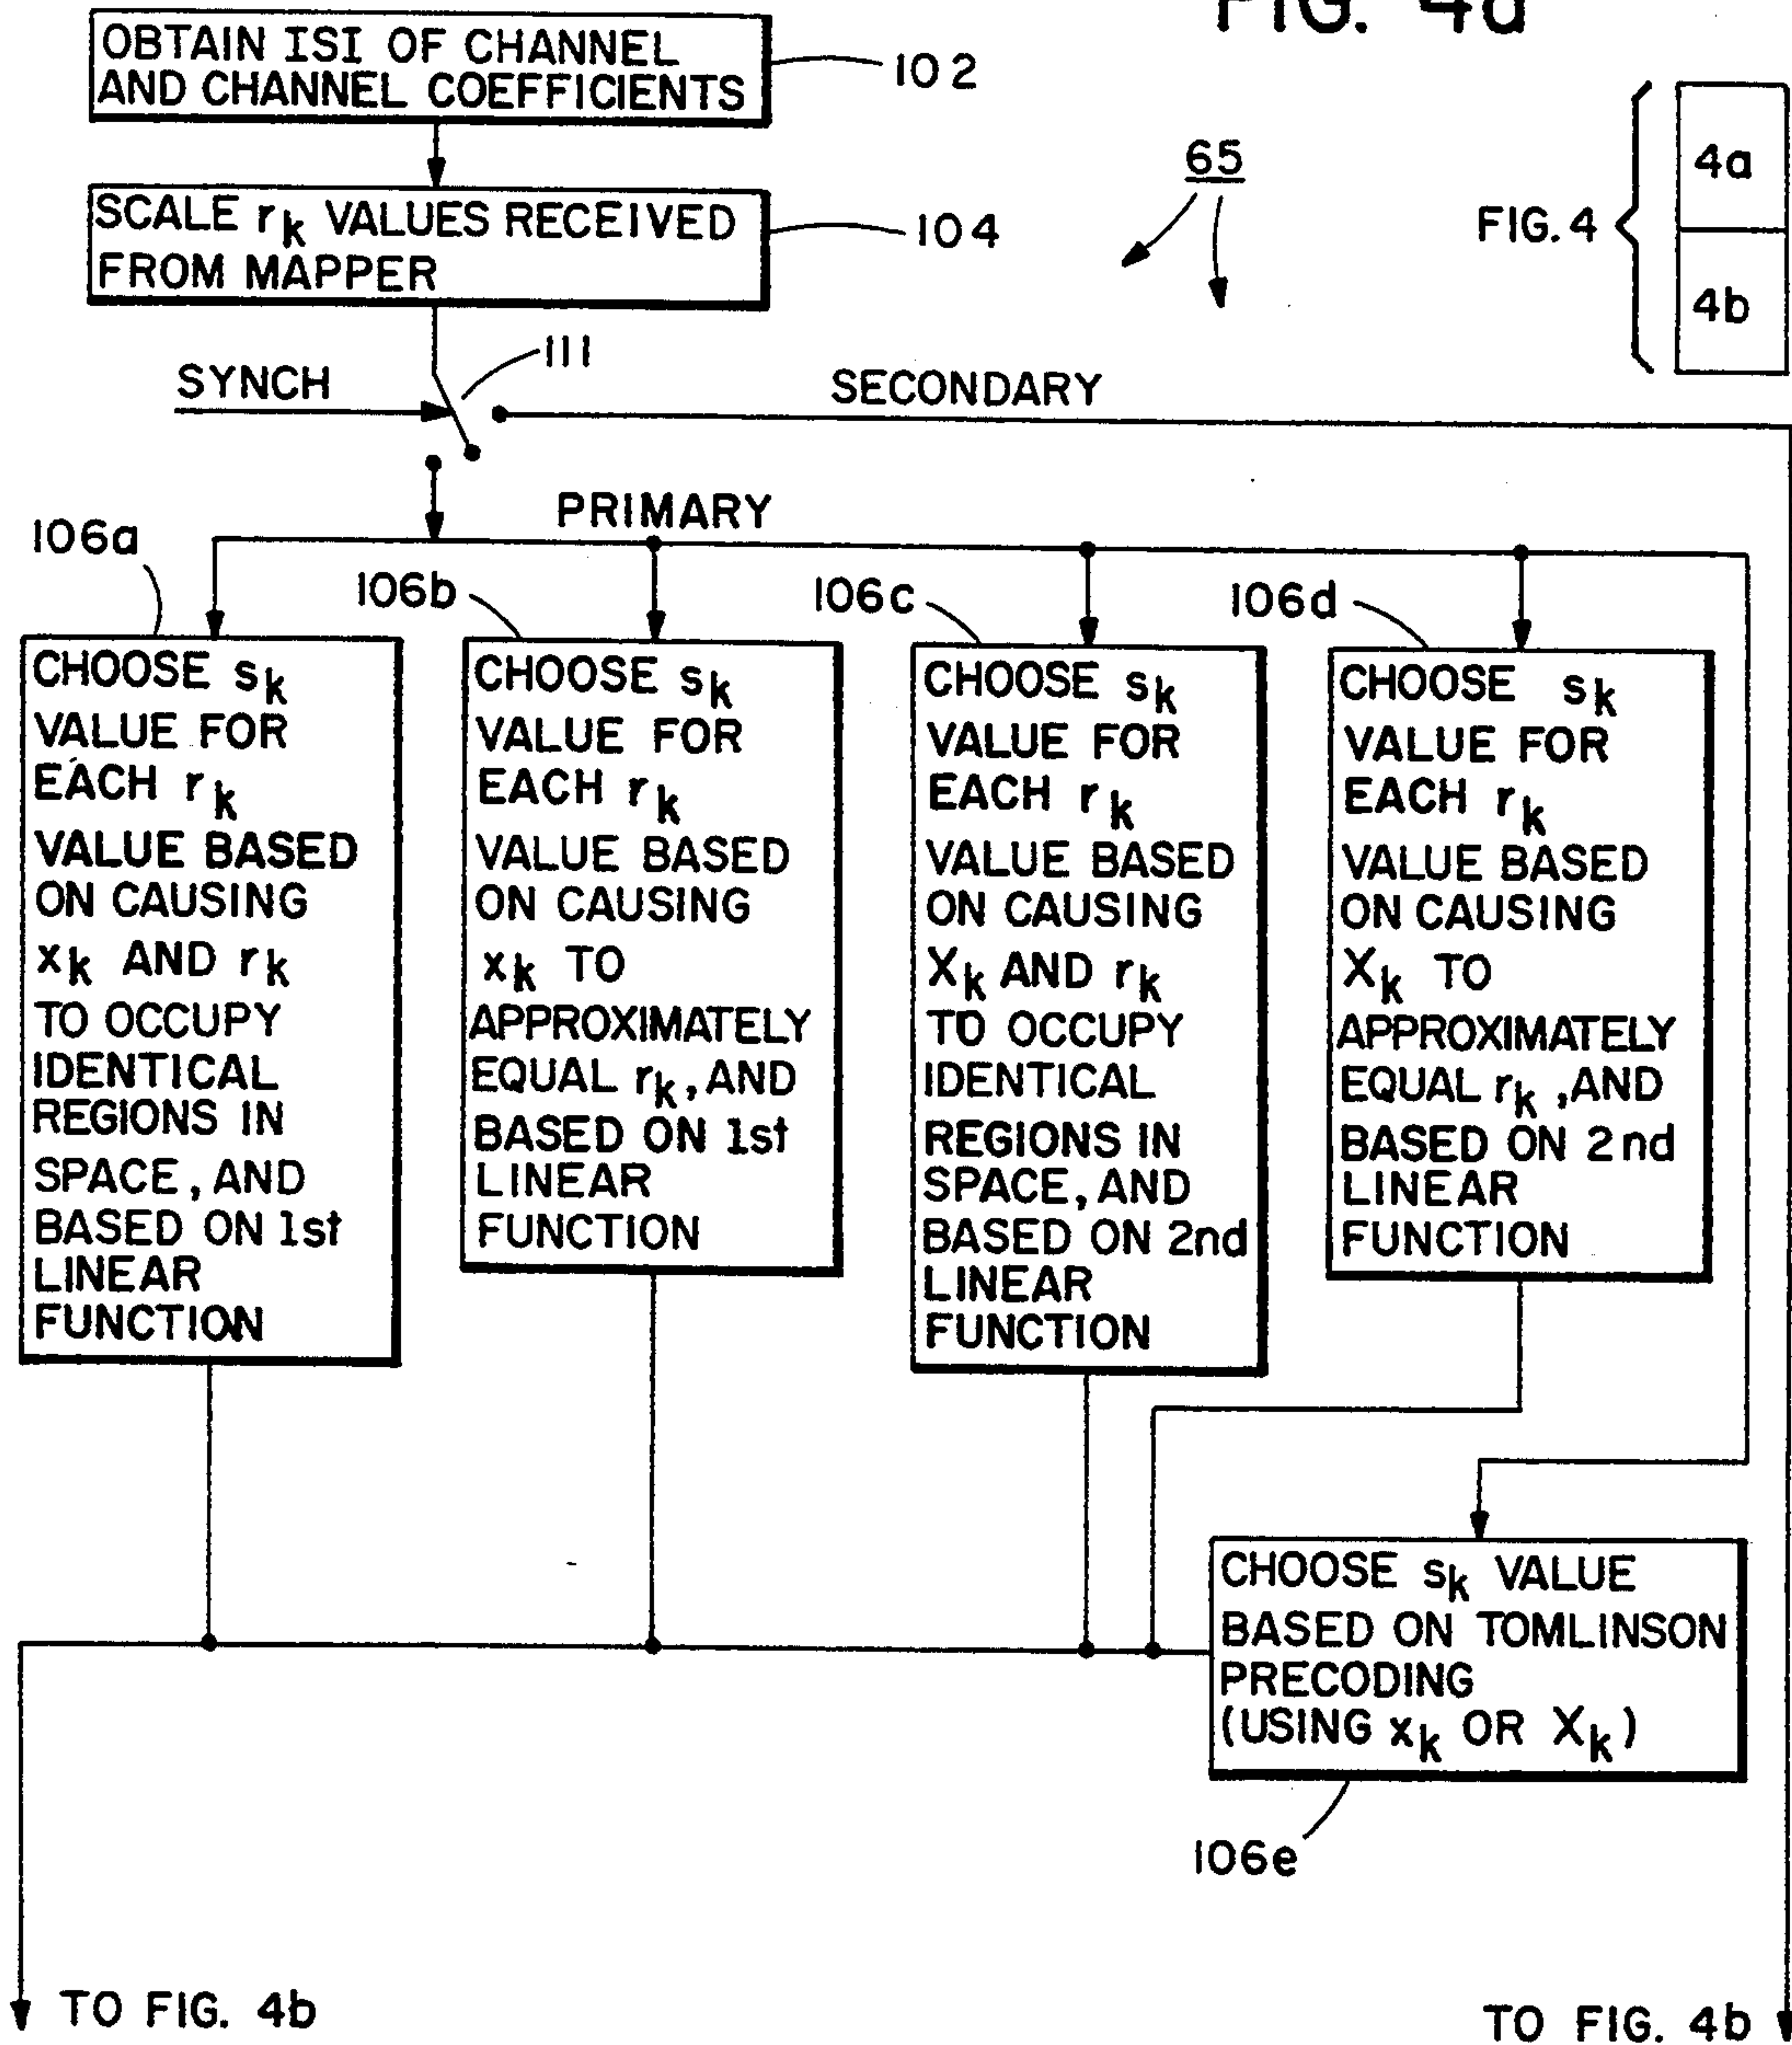 FIG. 4a
OBTAIN ISI OF CHANNEL
AND CHANNEL COEFFICIENTS
102
SCALE rk VALUES RECEIVED
FROM MAPPER
104
65
FIG. 4
4a
4b
111
SYNCH
SECONDARY
PRIMARY
106a
106b
106c
106d
CHOOSE sk
VALUE FOR
EACH rk
VALUE BASED
ON CAUSING
xk AND rk
TO OCCUPY
IDENTICAL
REGIONS IN
SPACE, AND
BASED ON 1st
LINEAR
FUNCTION
CHOOSE sk
VALUE FOR
EACH rk
VALUE BASED
ON CAUSING
xk TO
APPROXIMATELY
EQUAL rk, AND
BASED ON 1st
LINEAR
FUNCTION
CHOOSE sk
VALUE FOR
EACH rk
VALUE BASED
ON CAUSING
Xk AND rk
TO OCCUPY
IDENTICAL
REGIONS IN
SPACE, AND
BASED ON 2nd
LINEAR
FUNCTION
CHOOSE sk
VALUE FOR
EACH rk
VALUE BASED
ON CAUSING
Xk TO
APPROXIMATELY
EQUAL rk, AND
BASED ON 2nd
LINEAR
FUNCTION
CHOOSE sk VALUE
BASED ON TOMLINSON
PRECODING
(USING xk OR Xk)
106e
TO FIG. 4b
TO FIG. 4b